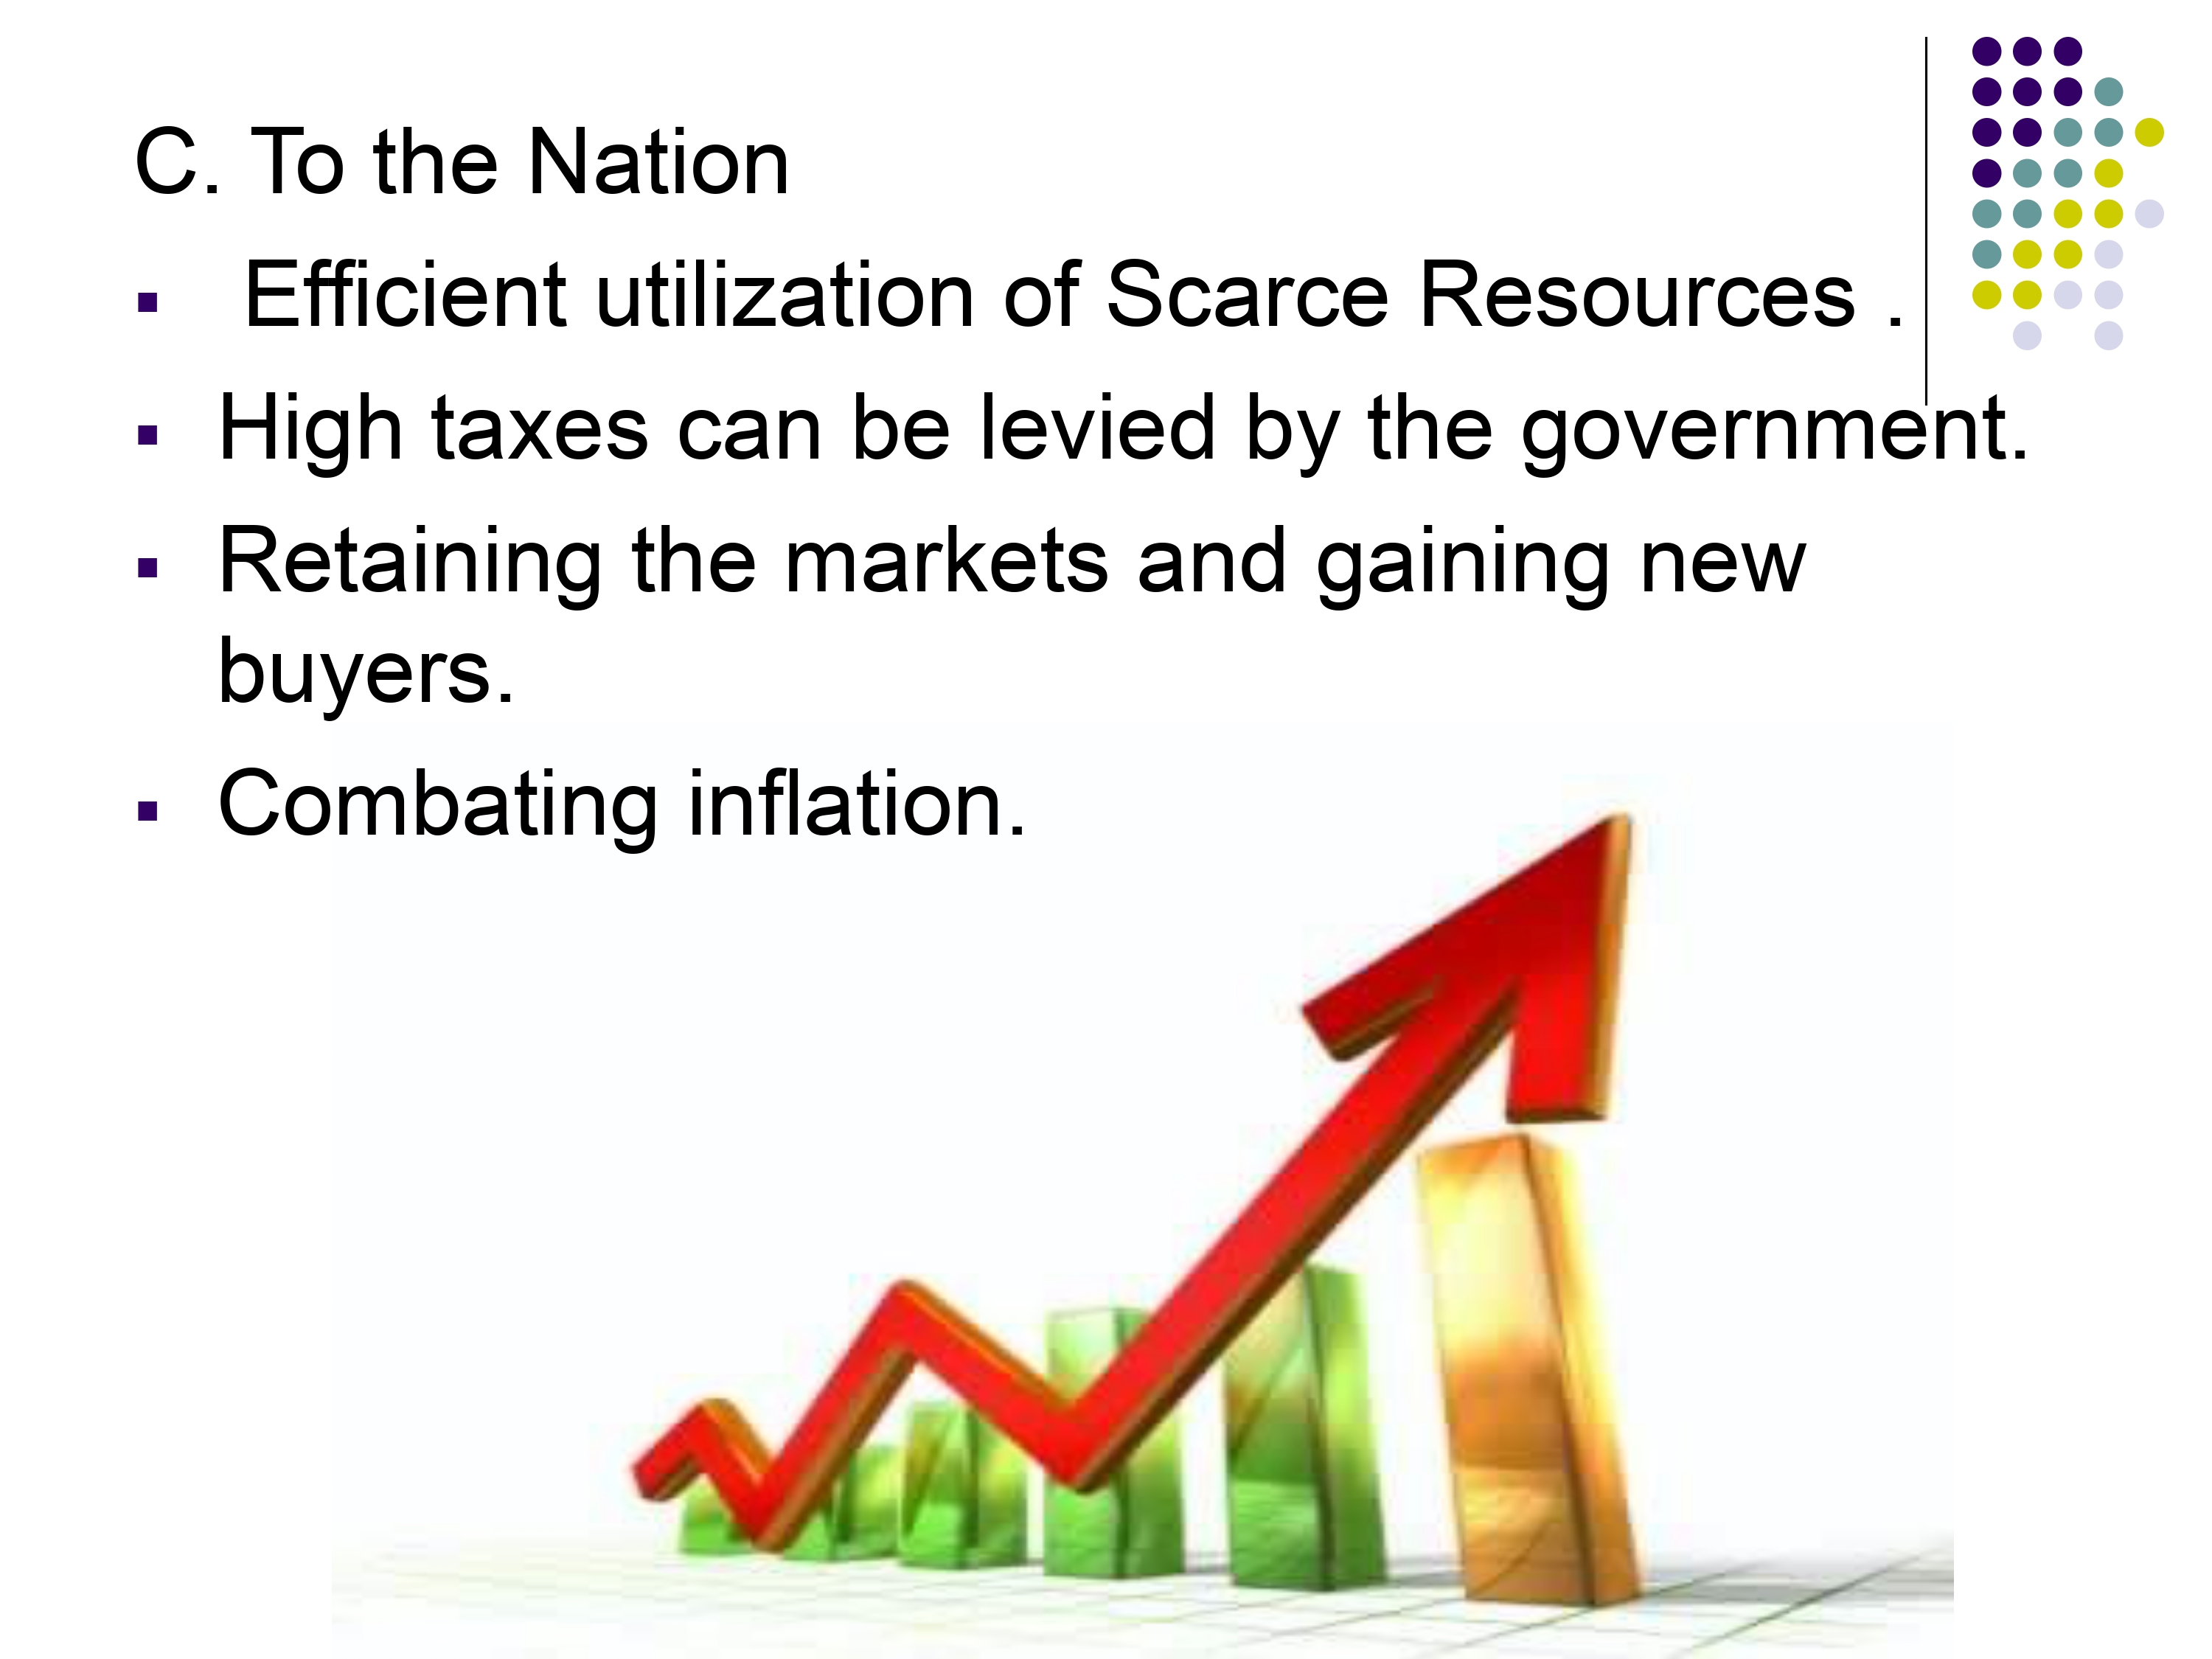 C. To the Nation
▪ Efficient utilization of Scarce Resources .
▪ High taxes can be levied by the government.
▪ Retaining the markets and gaining new
buyers.
▪ Combating inflation.